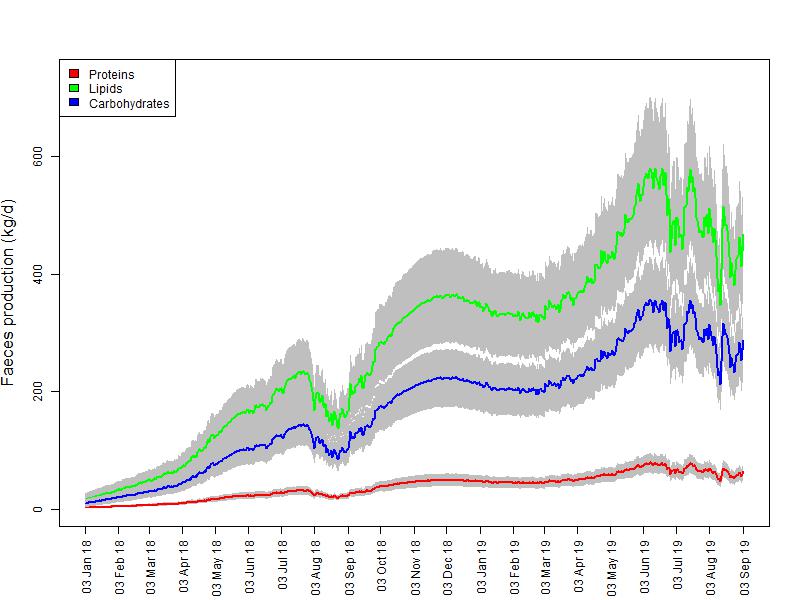 Proteins
Lipids
Carbohydrates
Faeces production (kg/d)
600
400
200
0
03 Jan 18
03 Feb 18
03 Mar 18
03 Apr 18
03 May 18
03 Jun 18
03 Jul 18
03 Aug 18
03 Sep 18
03 Oct 18
03 Nov 18
03 Dec 18
03 Jan 19
03 Feb 19
03 Mar 19
03 Apr 19
03 May 19
03 Jun 19
03 Jul 19
03 Aug 19
03 Sep 19